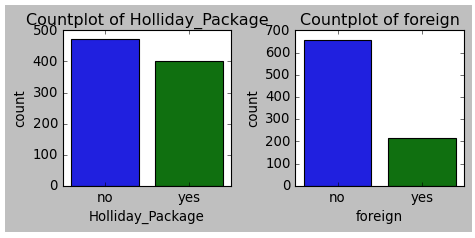 Countplot of Holliday_Package
500
400
300
200
100
0
count
no yes
Holliday_Package
Countplot of foreign
700
600
500
400
300
200
100
0
count
no yes
foreign